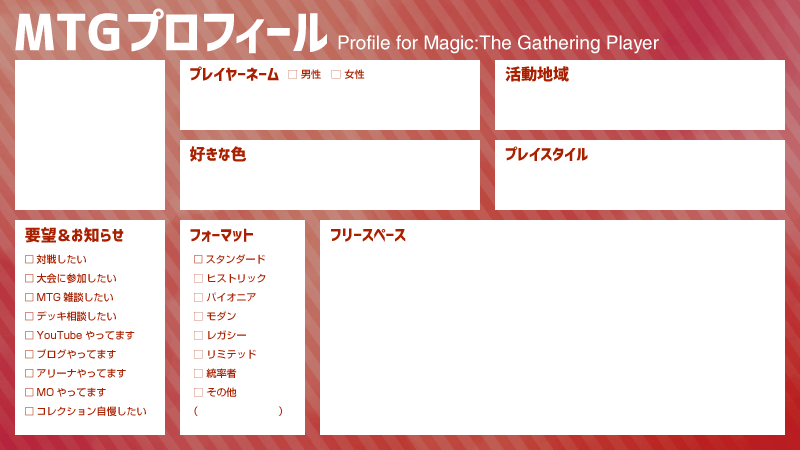 MTGプロフィール Profile for Magic:The Gathering Player
プレイヤーネーム □ 男性 □ 女性
活動地域
好きな色
プレイスタイル
要望＆お知らせ
□ 対戦したい
□ 大会に参加したい
□ MTG 雑談したい
□ デッキ相談したい
□ YouTube やってます
□ ブログやってます
□ アリーナやってます
□ MO やってます
□ コレクション自慢したい
フォーマット
□ スタンダード
□ ヒストリック
□ パイオニア
□ モダン
□ レガシー
□ リミテッド
□ 統率者
□ その他
（　　　　　　　　）
フリースペース